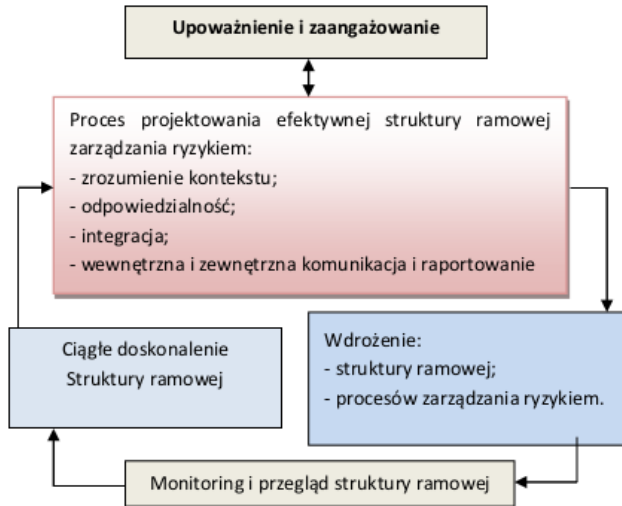 Upoważnienie i zaangażowanie
Proces projektowania efektywnej struktury ramowej
zarządzania ryzykiem:
- zrozumienie kontekstu;
- odpowiedzialność;
- integracja;
- wewnętrzna i zewnętrzna komunikacja i raportowanie
Wdrożenie:
- struktury ramowej;
- procesów zarządzania ryzykiem.
Ciągłe doskonalenie
Struktury ramowej
Monitoring i przegląd struktury ramowej